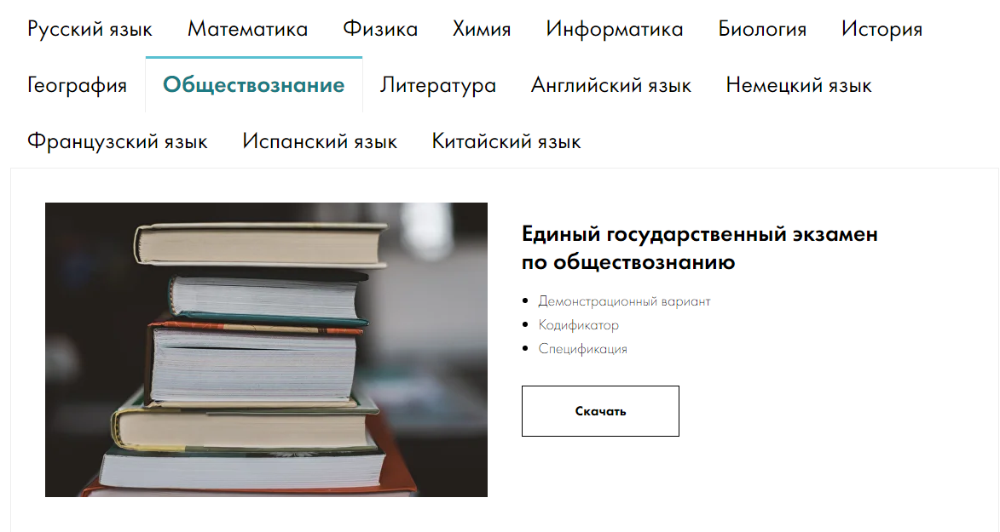 Русский язык Математика Физика Химия Информатика Биология История
География Обществознание Литература Английский язык Немецкий язык
Французский язык Испанский язык Китайский язык
Единый государственный экзамен
по обществознанию
Демонстрационный вариант
Кодификатор
Спецификация
Скачать